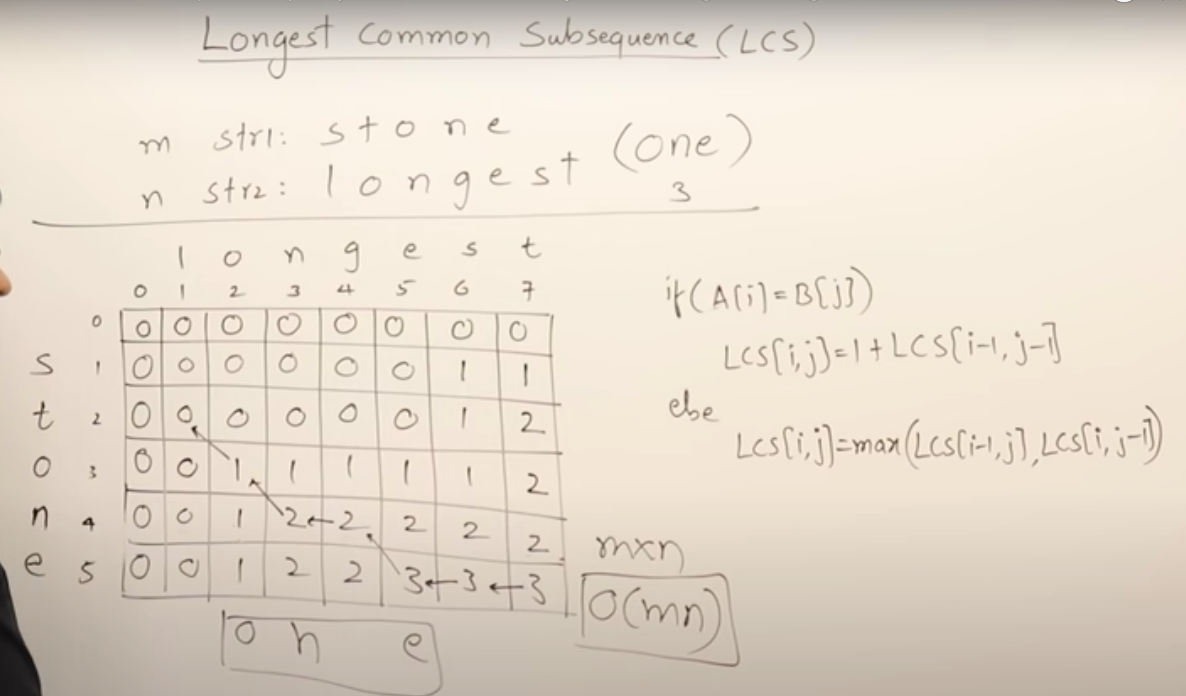 Longest Common Subsequence (LCS)
m str1: s t o n e (one)
n str2: l o n g e s t 3
l o n g e s t
0 1 2 3 4 5 6 7
0 0 0 0 0 0 0 0 0
s 1 0 0 0 0 0 0 1 1
t 2 0 0 0 0 0 0 1 2
o 3 0 0 1 1 1 1 1 2
n 4 0 0 1 2 ← 2 2 2 2
e 5 0 0 1 2 2 3 ← 3 ← 3
o n e
if(A[i]=B[j])
LCS[i,j]=1+LCS[i-1,j-1]
else
LCS[i,j]=max(LCS[i-1,j],LCS[i,j-1])
m×n
O(mn)